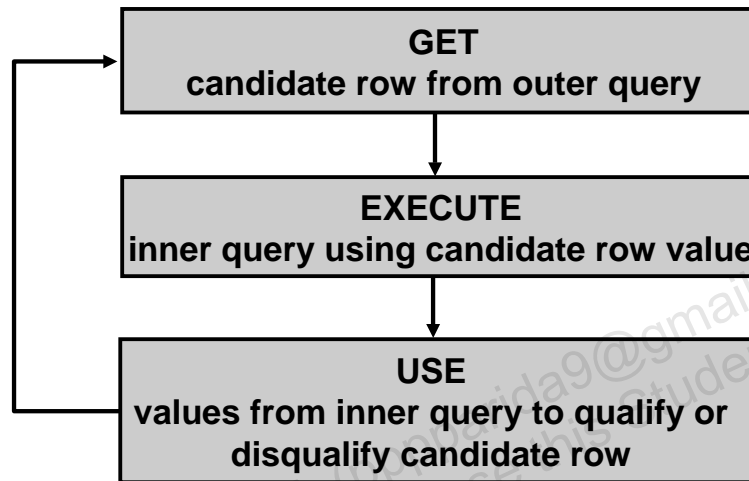 GET
candidate row from outer query
EXECUTE
inner query using candidate row value
USE
values from inner query to qualify or
disqualify candidate row